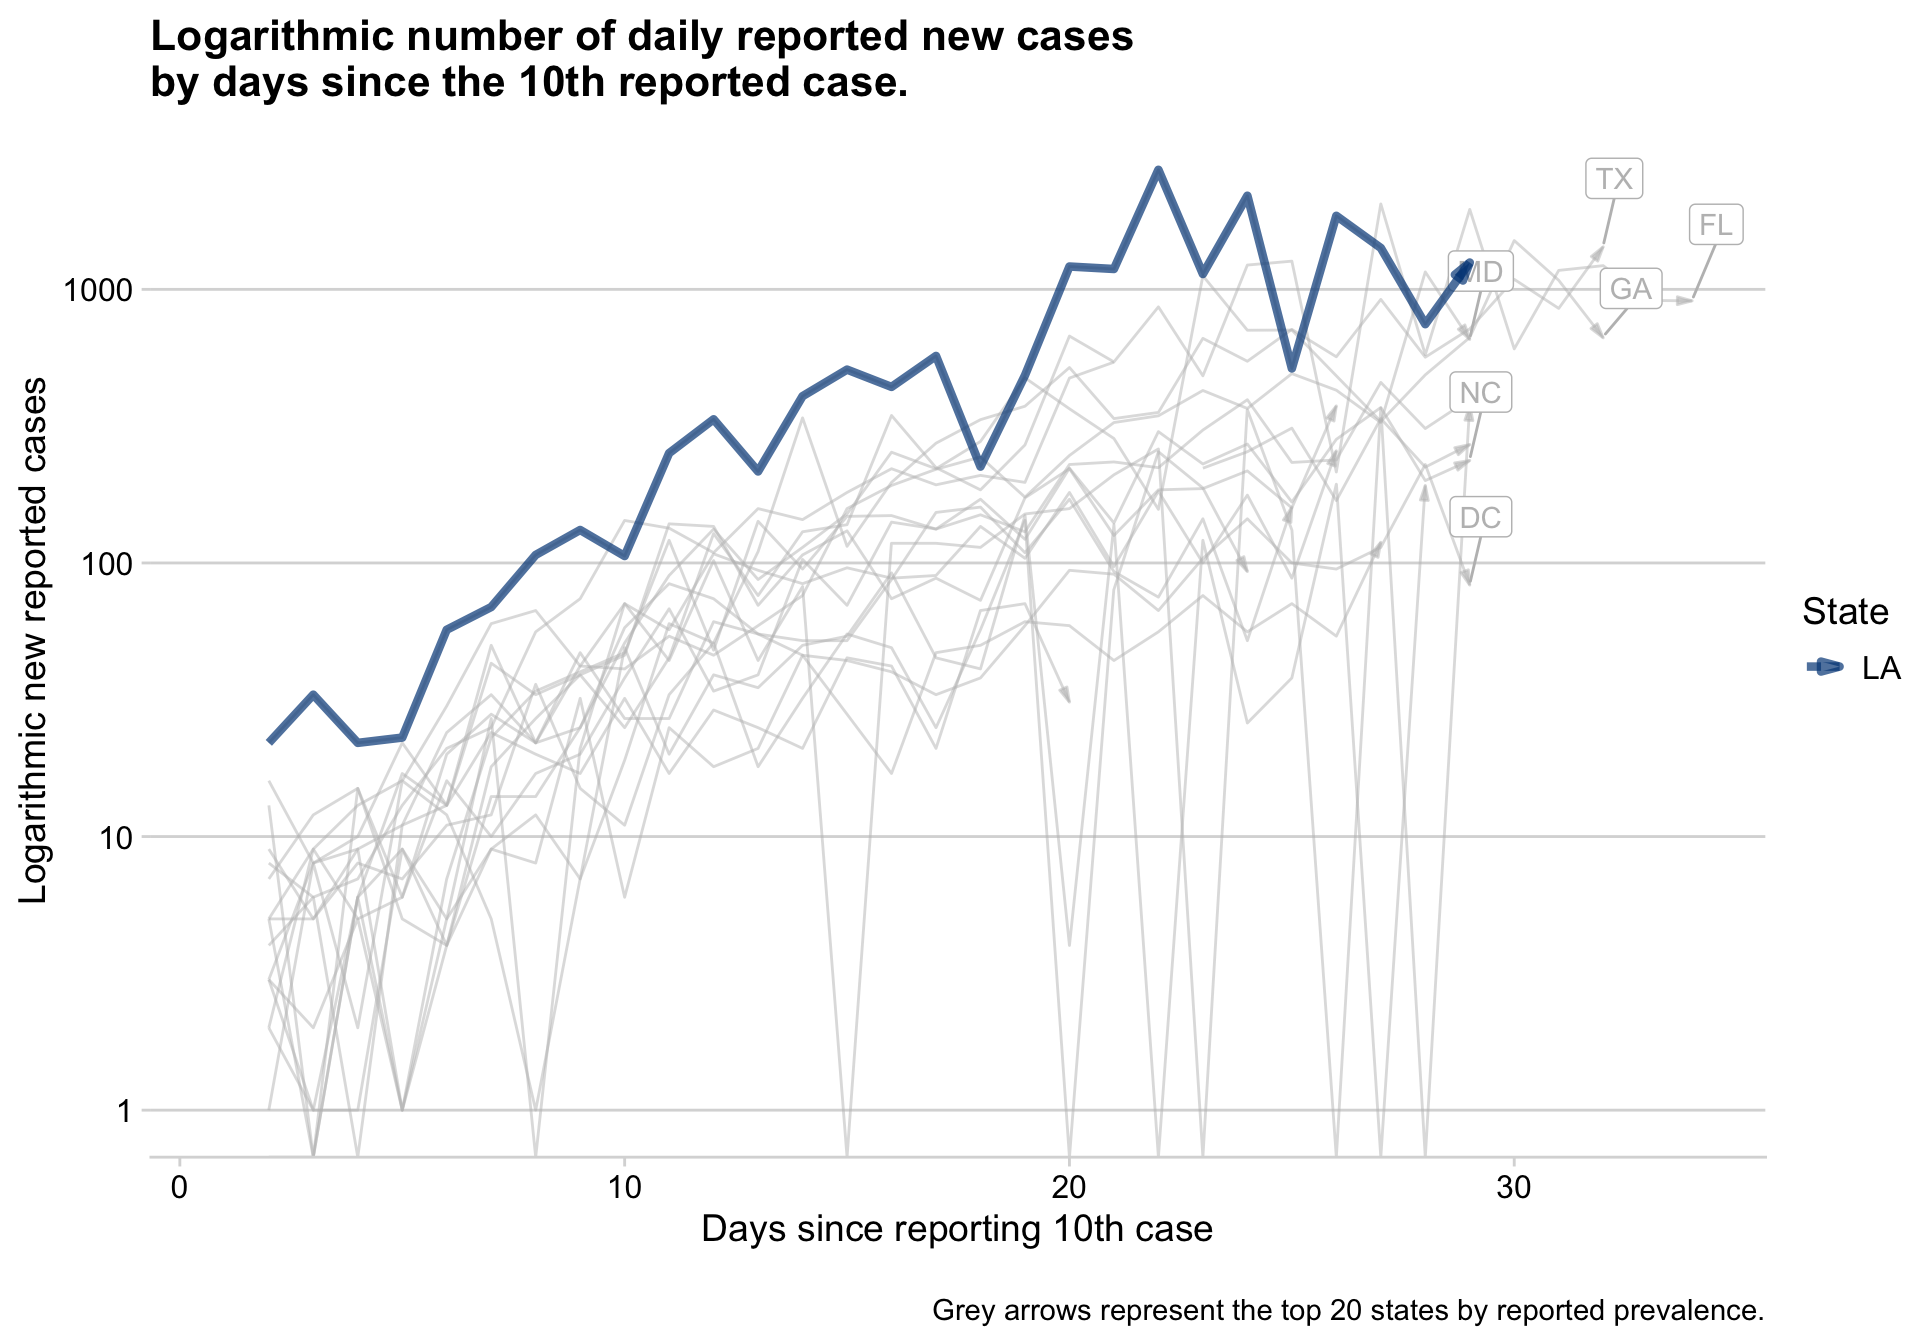 Logarithmic number of daily reported new cases
by days since the 10th reported case.
TX
FL
MD
GA
NC
DC
Logarithmic new reported cases
1000
100
10
1
0
10
20
30
Days since reporting 10th case
State
LA
Grey arrows represent the top 20 states by reported prevalence.